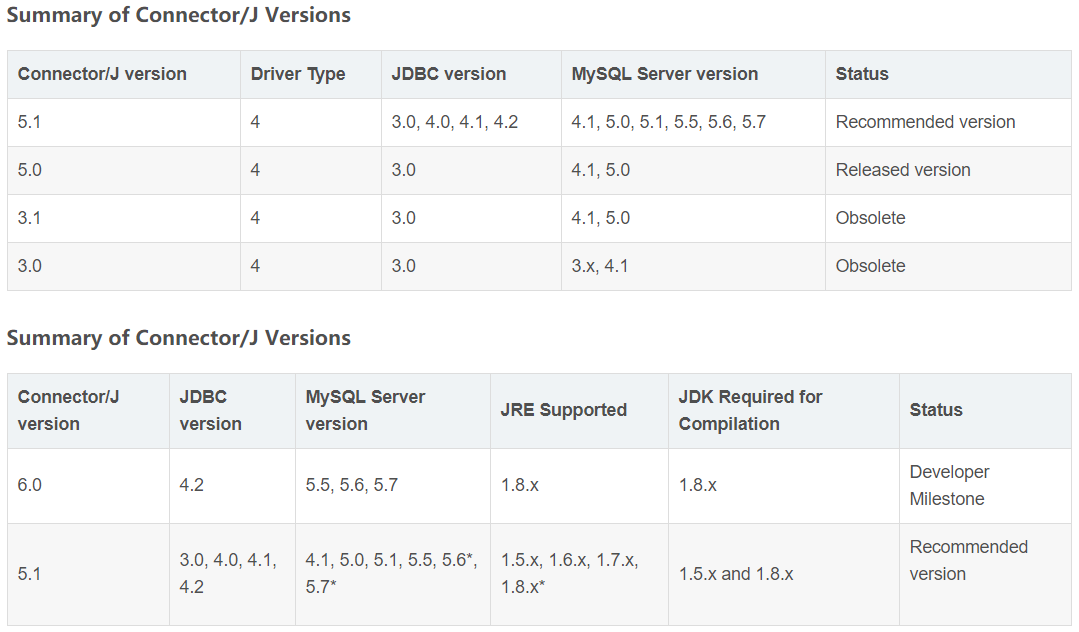 Summary of Connector/J Versions
Connector/J version Driver Type JDBC version MySQL Server version Status
5.1 4 3.0, 4.0, 4.1, 4.2 4.1, 5.0, 5.1, 5.5, 5.6, 5.7 Recommended version
5.0 4 3.0 4.1, 5.0 Released version
3.1 4 3.0 4.1, 5.0 Obsolete
3.0 4 3.0 3.x, 4.1 Obsolete
Summary of Connector/J Versions
Connector/J
version
JDBC
version
MySQL Server
version
JRE Supported
JDK Required for
Compilation
Status
6.0
4.2
5.5, 5.6, 5.7
1.8.x
1.8.x
Developer
Milestone
5.1
3.0, 4.0, 4.1,
4.2
4.1, 5.0, 5.1, 5.5, 5.6*,
5.7*
1.5.x, 1.6.x, 1.7.x,
1.8.x*
1.5.x and 1.8.x
Recommended
version